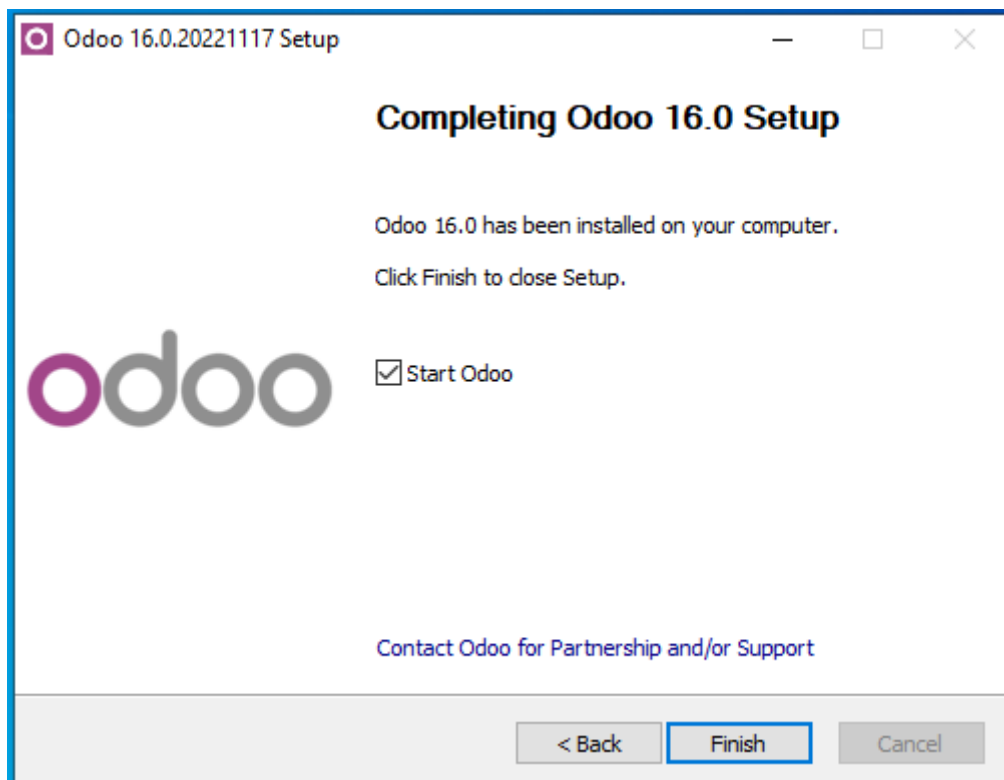 Odoo 16.0.20221117 Setup
Completing Odoo 16.0 Setup
Odoo 16.0 has been installed on your computer.
Click Finish to close Setup.
odoo
Start Odoo
Contact Odoo for Partnership and/or Support
< Back
Finish
Cancel